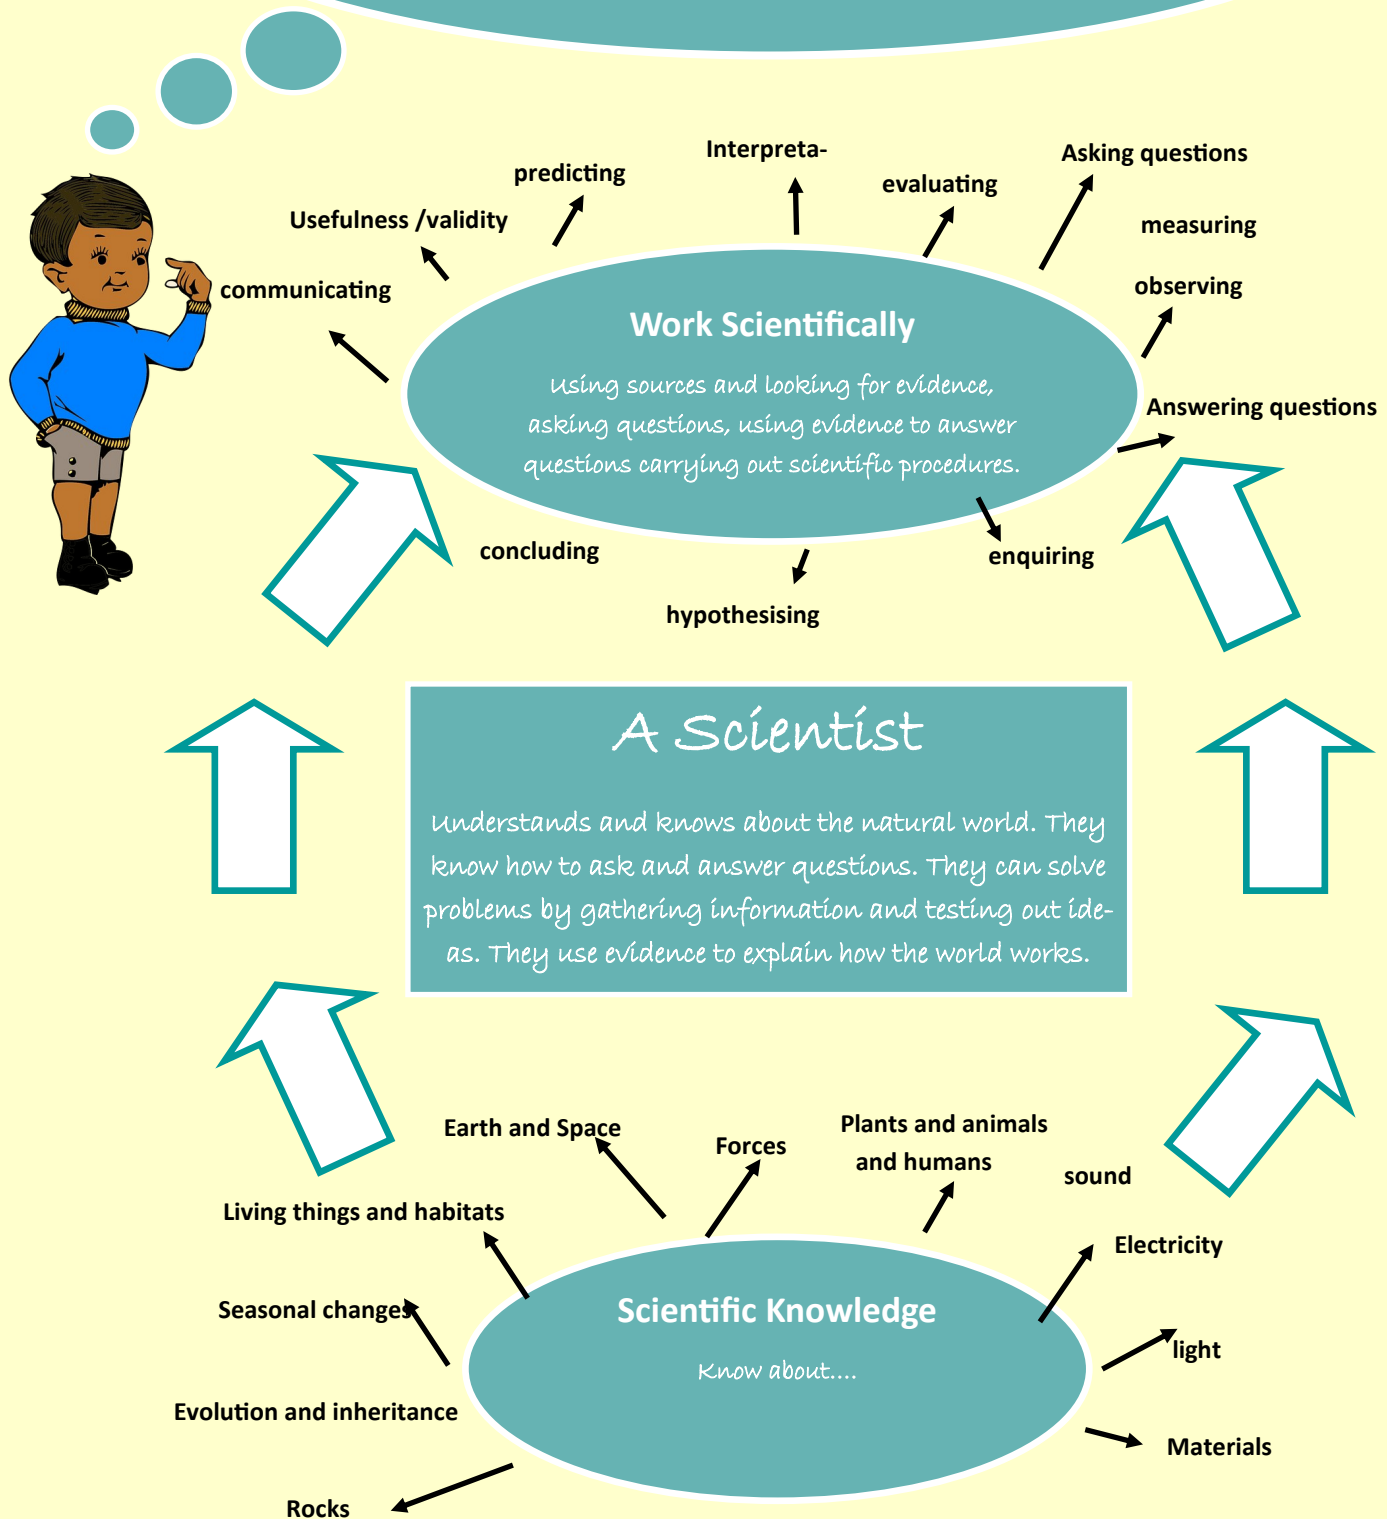 Interpreta-
Asking questions
predicting
evaluating
Usefulness /validity
measuring
communicating
observing
Work Scientifically
Using sources and looking for evidence,
asking questions, using evidence to answer
questions carrying out scientific procedures.
Answering questions
concluding
enquiring
hypothesising
A Scientist
Understands and knows about the natural world. They
know how to ask and answer questions. They can solve
problems by gathering information and testing out ide-
as. They use evidence to explain how the world works.
Earth and Space
Forces
Plants and animals
and humans
sound
Living things and habitats
Electricity
Seasonal changes
Scientific Knowledge
Know about....
light
Evolution and inheritance
Materials
Rocks